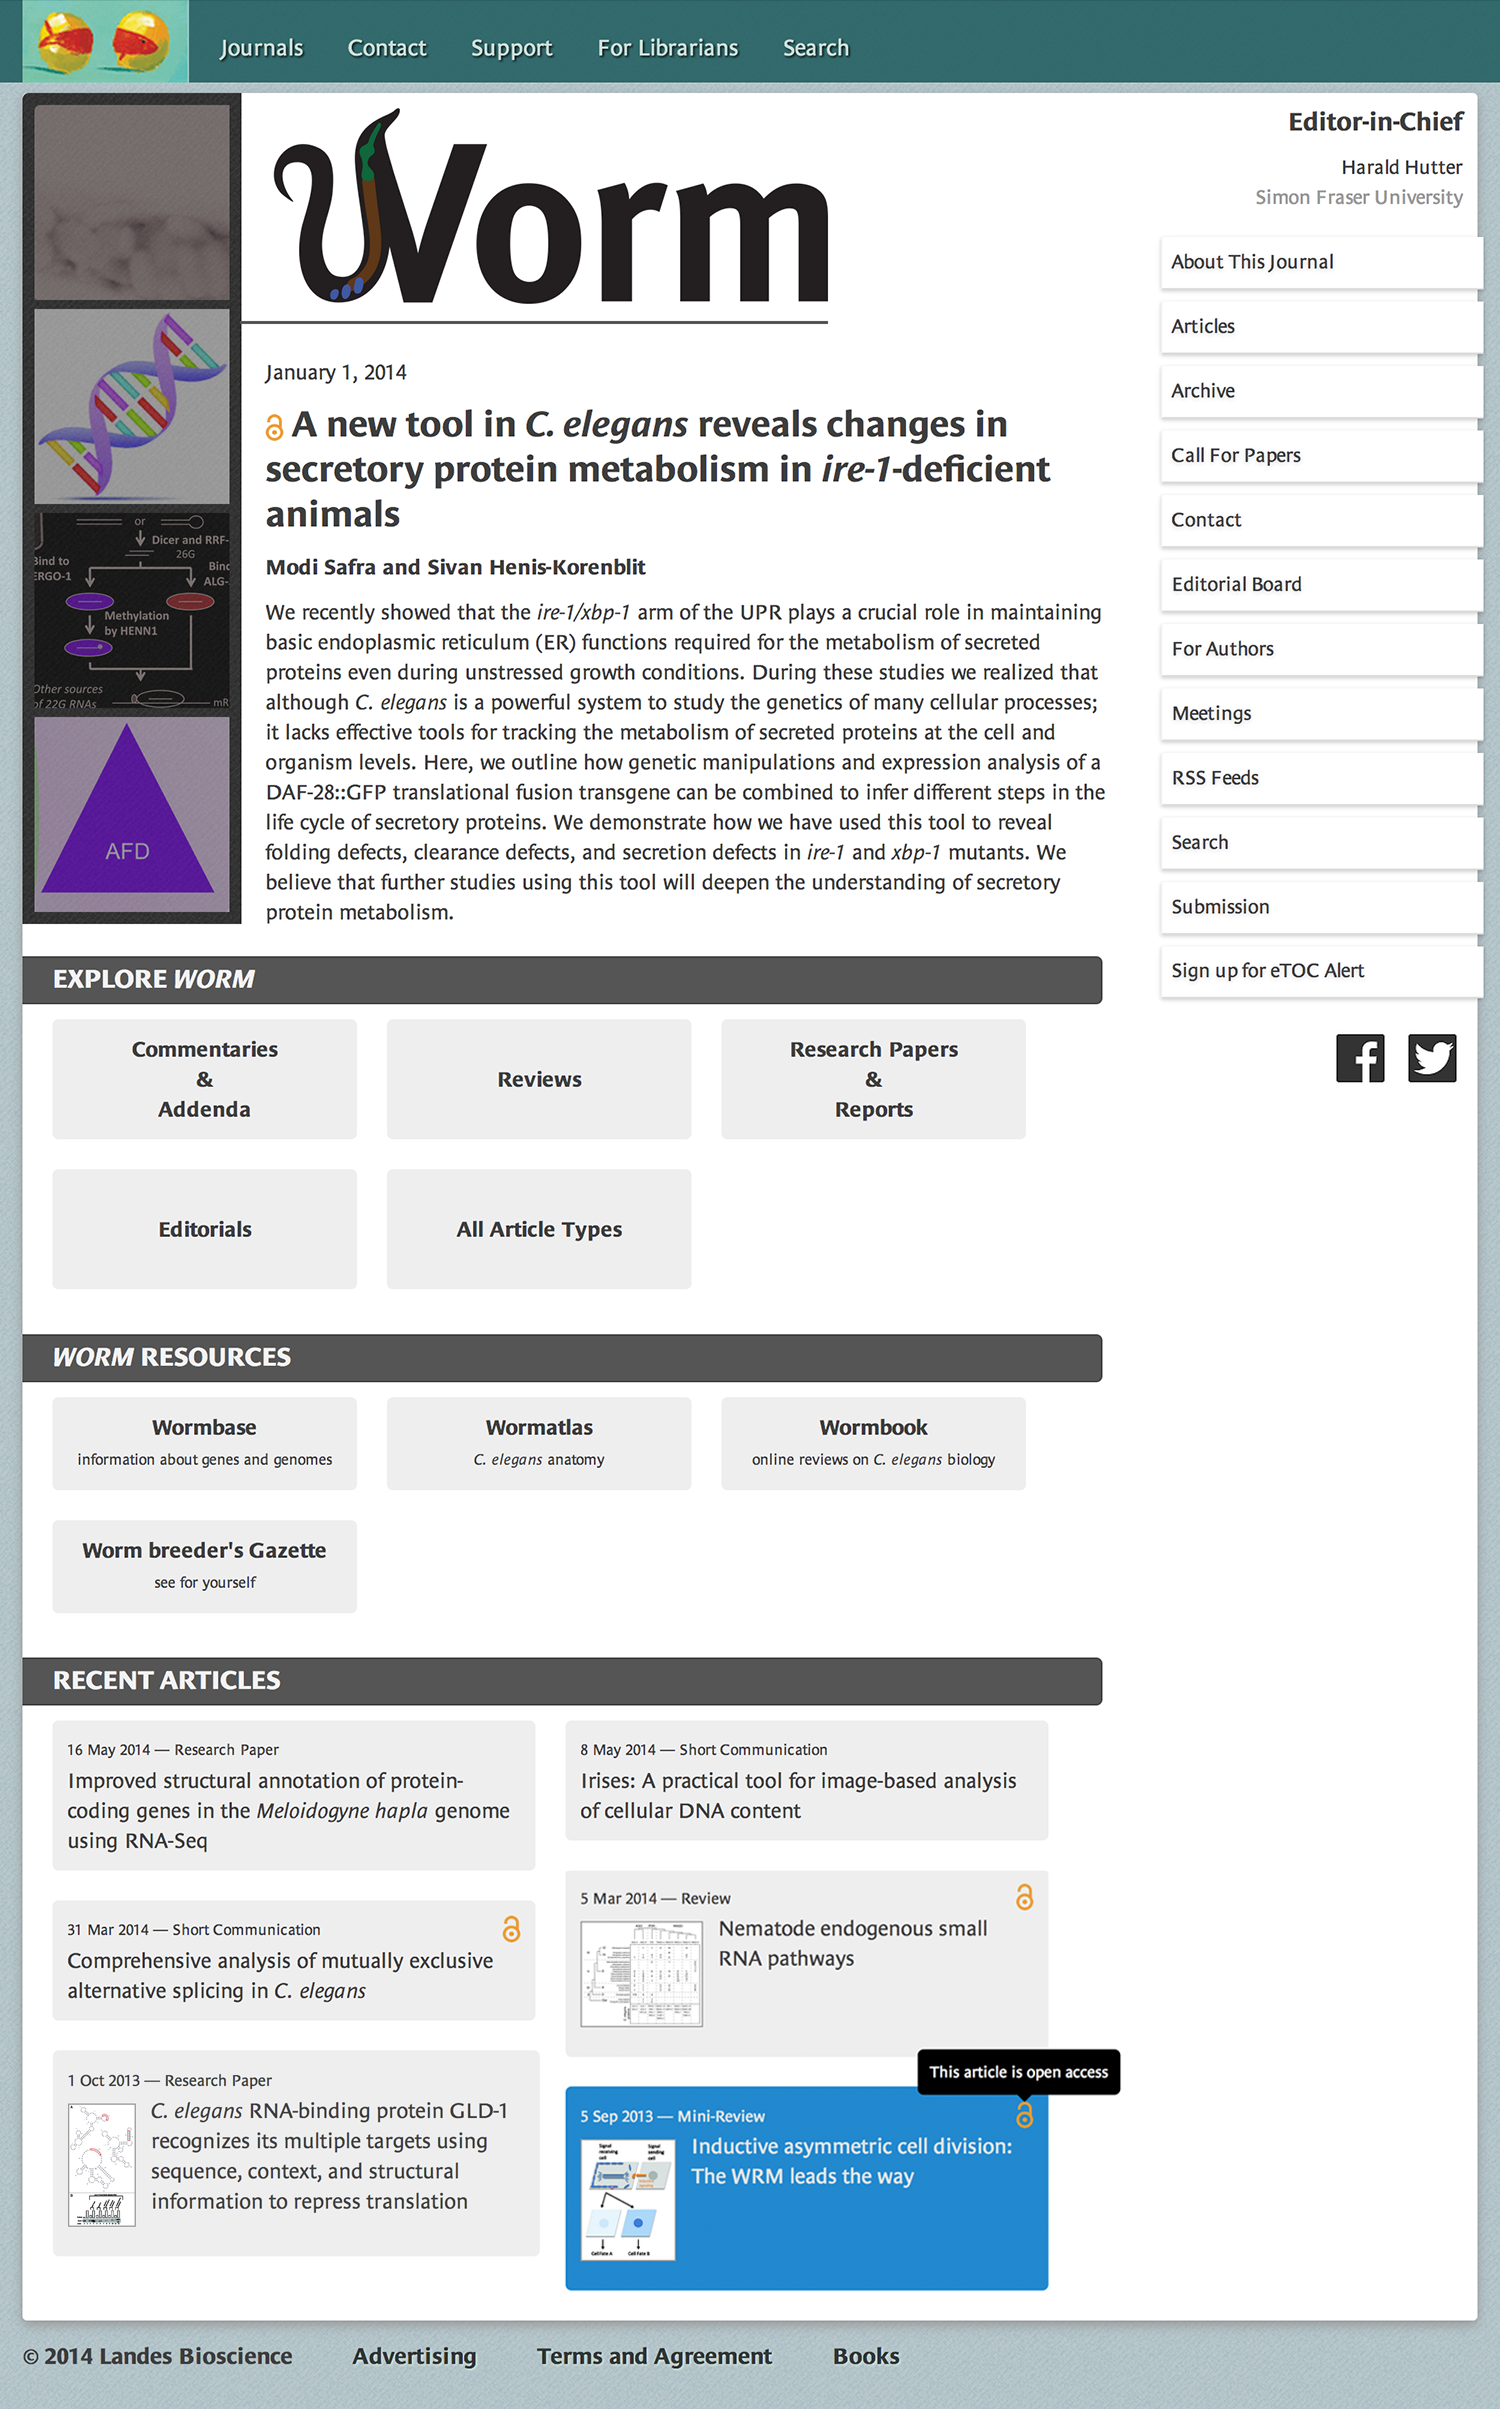 Journals Contact Support For Librarians Search
Worm
or
Dicer and RRF-
26G
Bind to
ERGO-1
Bind
ALG-
Methylation
by HENN1
Other sources
of 22G RNAs
mR
AFD
January 1, 2014
A new tool in C. elegans reveals changes in
secretory protein metabolism in ire-1-deficient
animals
Modi Safra and Sivan Henis-Korenblit
We recently showed that the ire-1/xbp-1 arm of the UPR plays a crucial role in maintaining
basic endoplasmic reticulum (ER) functions required for the metabolism of secreted
proteins even during unstressed growth conditions. During these studies we realized that
although C. elegans is a powerful system to study the genetics of many cellular processes;
it lacks effective tools for tracking the metabolism of secreted proteins at the cell and
organism levels. Here, we outline how genetic manipulations and expression analysis of a
DAF-28::GFP translational fusion transgene can be combined to infer different steps in the
life cycle of secretory proteins. We demonstrate how we have used this tool to reveal
folding defects, clearance defects, and secretion defects in ire-1 and xbp-1 mutants. We
believe that further studies using this tool will deepen the understanding of secretory
protein metabolism.
Editor-in-Chief
Harald Hutter
Simon Fraser University
About This Journal
Articles
Archive
Call For Papers
Contact
Editorial Board
For Authors
Meetings
RSS Feeds
Search
Submission
Sign up for eTOC Alert
EXPLORE WORM
Commentaries
&
Addenda
Reviews
Research Papers
&
Reports
Editorials
All Article Types
WORM RESOURCES
Wormbase
information about genes and genomes
Wormatlas
C. elegans anatomy
Wormbook
online reviews on C. elegans biology
Worm breeder's Gazette
see for yourself
RECENT ARTICLES
16 May 2014 — Research Paper
Improved structural annotation of protein-
coding genes in the Meloidogyne hapla genome
using RNA-Seq
8 May 2014 — Short Communication
Irises: A practical tool for image-based analysis
of cellular DNA content
31 Mar 2014 — Short Communication
Comprehensive analysis of mutually exclusive
alternative splicing in C. elegans
5 Mar 2014 — Review
Nematode endogenous small
RNA pathways
1 Oct 2013 — Research Paper
C. elegans RNA-binding protein GLD-1
recognizes its multiple targets using
sequence, context, and structural
information to repress translation
This article is open access
5 Sep 2013 — Mini-Review
Inductive asymmetric cell division:
The WRM leads the way
Signal receiving cell
Signal sending cell
Cell Fate A Cell Fate B
© 2014 Landes Bioscience Advertising Terms and Agreement Books